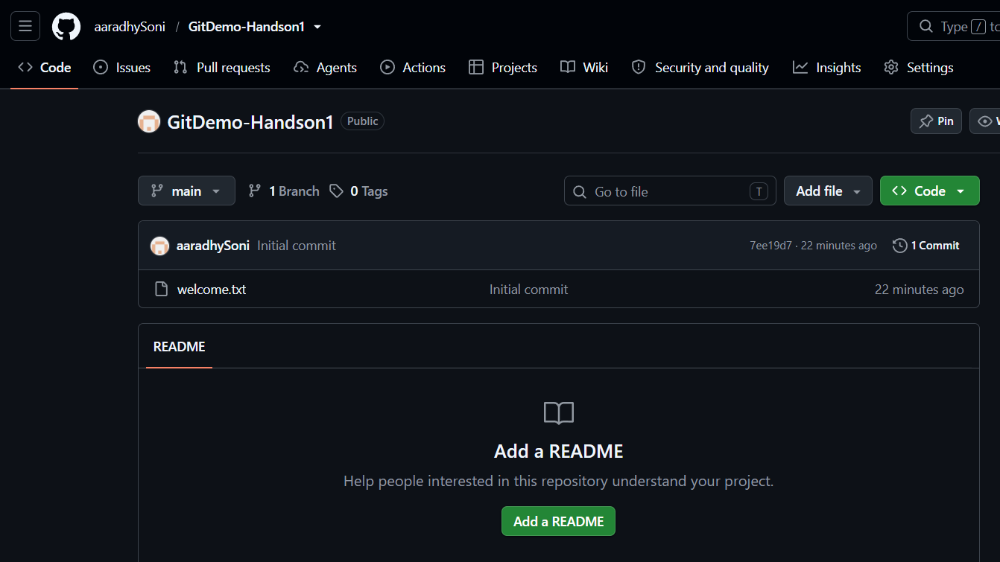 aaradhySoni / GitDemo-Handson1 Type / to
Code Issues Pull requests Agents Actions Projects Wiki Security and quality Insights Settings
GitDemo-Handson1 Public Pin
main 1 Branch 0 Tags Go to file T Add file Code
aaradhySoni Initial commit 7ee19d7 · 22 minutes ago 1 Commit
welcome.txt Initial commit 22 minutes ago
README
Add a README
Help people interested in this repository understand your project.
Add a README